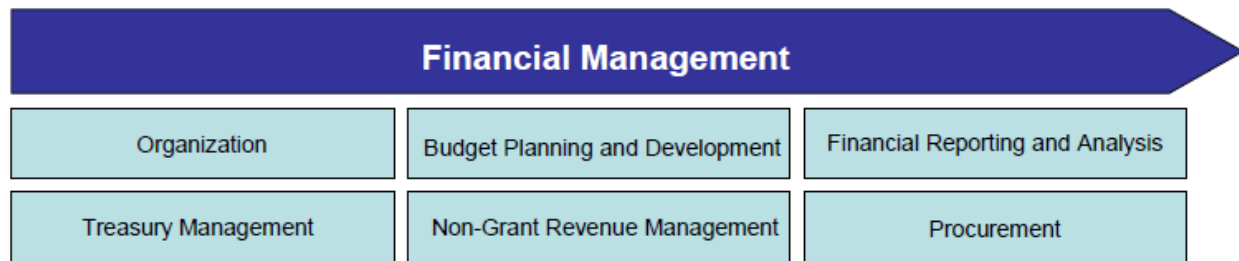 Financial Management
Organization
Budget Planning and Development
Financial Reporting and Analysis
Treasury Management
Non-Grant Revenue Management
Procurement